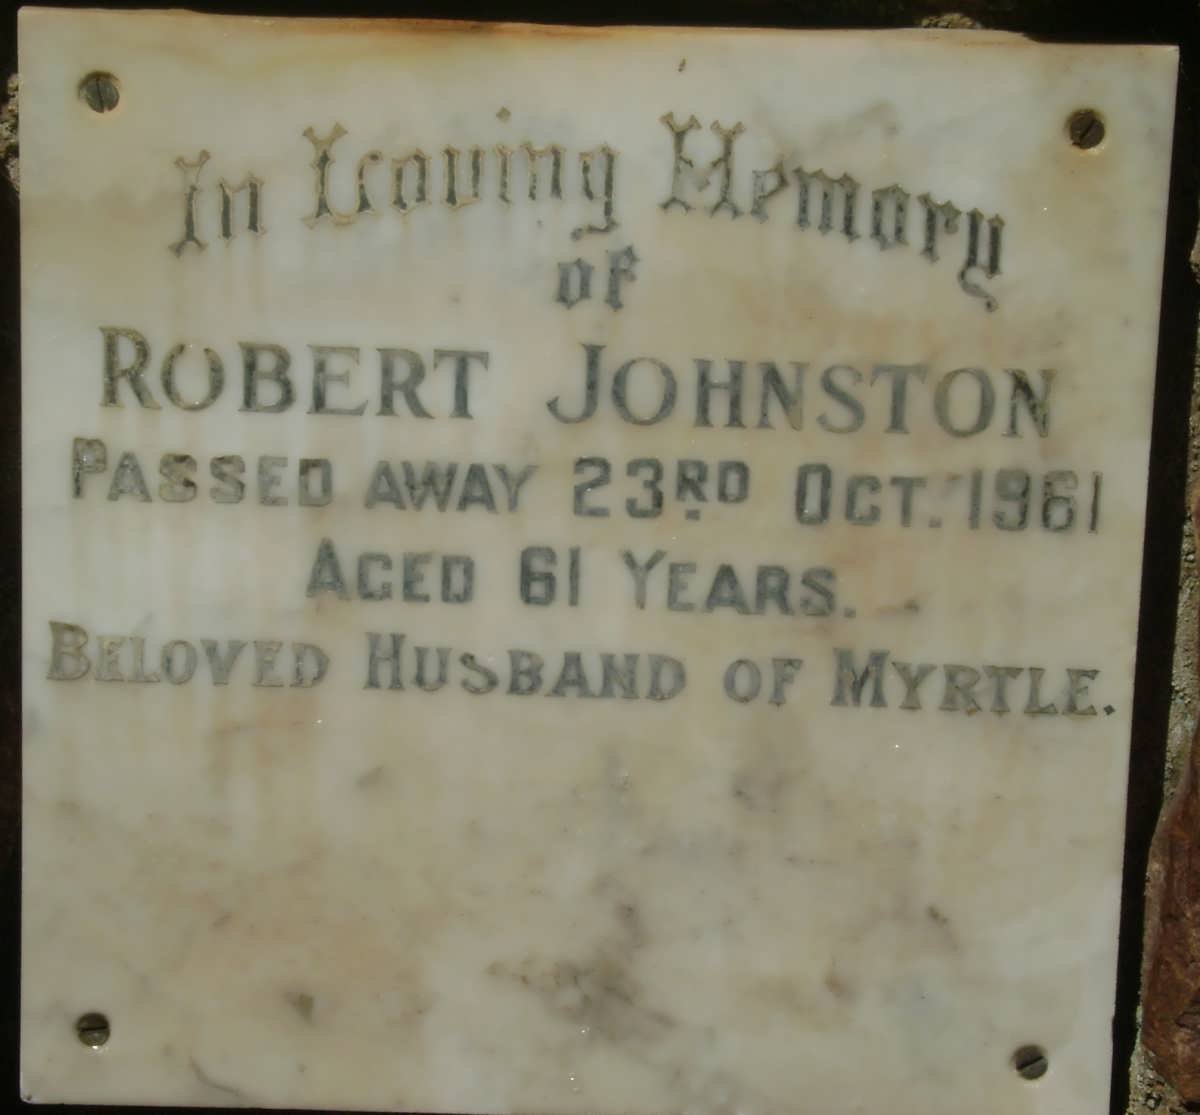 In Loving Memory
of
ROBERT JOHNSTON
PASSED AWAY 23RD OCT. 1961
AGED 61 YEARS.
BELOVED HUSBAND OF MYRTLE.